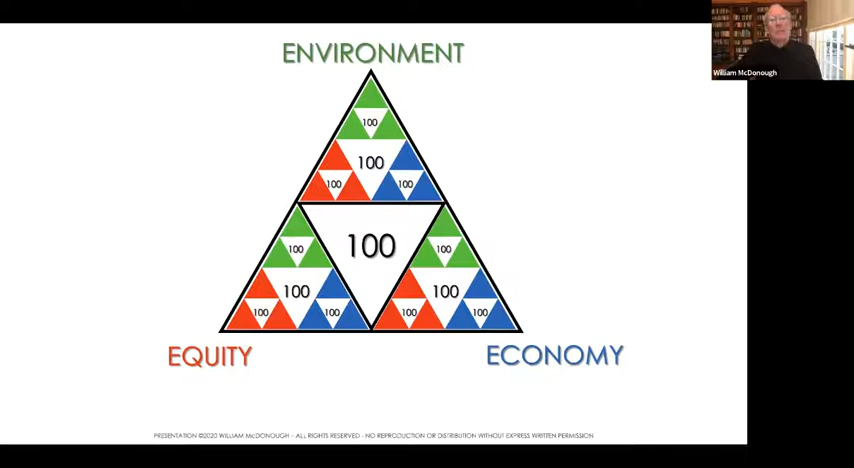 William McDonough
ENVIRONMENT
100
100
100 100
100
100 100
100 100
100 100 100 100
EQUITY ECONOMY
PRESENTATION ©2020 WILLIAM McDONOUGH – ALL RIGHTS RESERVED - NO REPRODUCTION OR DISTRIBUTION WITHOUT EXPRESS WRITTEN PERMISSION